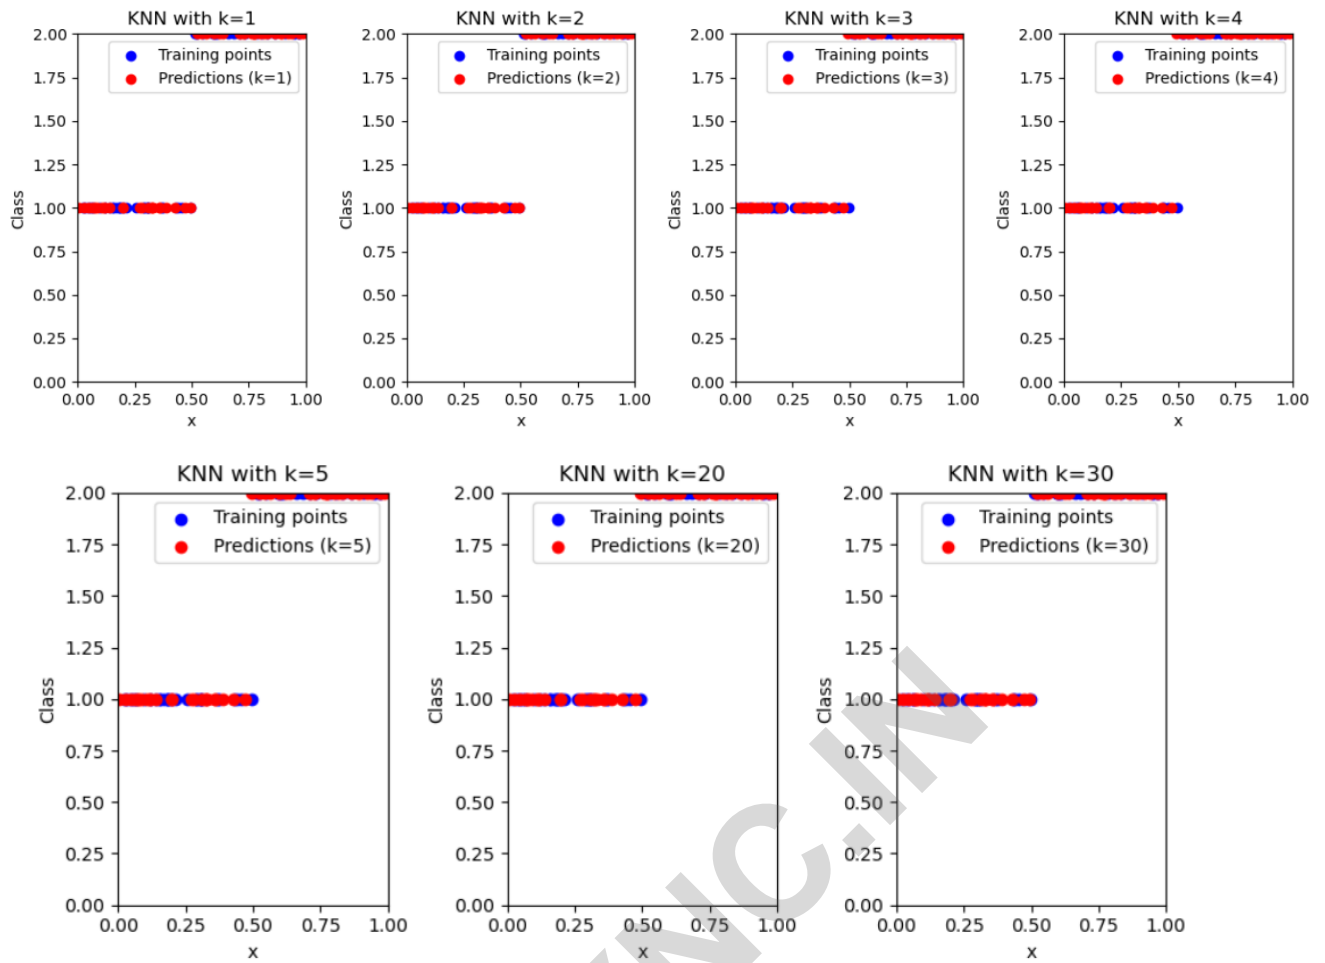 KNN with k=1
2.00
1.75
1.50
1.25
1.00
0.75
0.50
0.25
0.00
Class
Training points
Predictions (k=1)
0.00 0.25 0.50 0.75 1.00
x
KNN with k=2
2.00
1.75
1.50
1.25
1.00
0.75
0.50
0.25
0.00
Class
Training points
Predictions (k=2)
0.00 0.25 0.50 0.75 1.00
x
KNN with k=3
2.00
1.75
1.50
1.25
1.00
0.75
0.50
0.25
0.00
Class
Training points
Predictions (k=3)
0.00 0.25 0.50 0.75 1.00
x
KNN with k=4
2.00
1.75
1.50
1.25
1.00
0.75
0.50
0.25
0.00
Class
Training points
Predictions (k=4)
0.00 0.25 0.50 0.75 1.00
x
KNN with k=5
2.00
1.75
1.50
1.25
1.00
0.75
0.50
0.25
0.00
Class
Training points
Predictions (k=5)
0.00 0.25 0.50 0.75 1.00
x
KNN with k=20
2.00
1.75
1.50
1.25
1.00
0.75
0.50
0.25
0.00
Class
Training points
Predictions (k=20)
0.00 0.25 0.50 0.75 1.00
x
KNN with k=30
2.00
1.75
1.50
1.25
1.00
0.75
0.50
0.25
0.00
Class
Training points
Predictions (k=30)
0.00 0.25 0.50 0.75 1.00
x